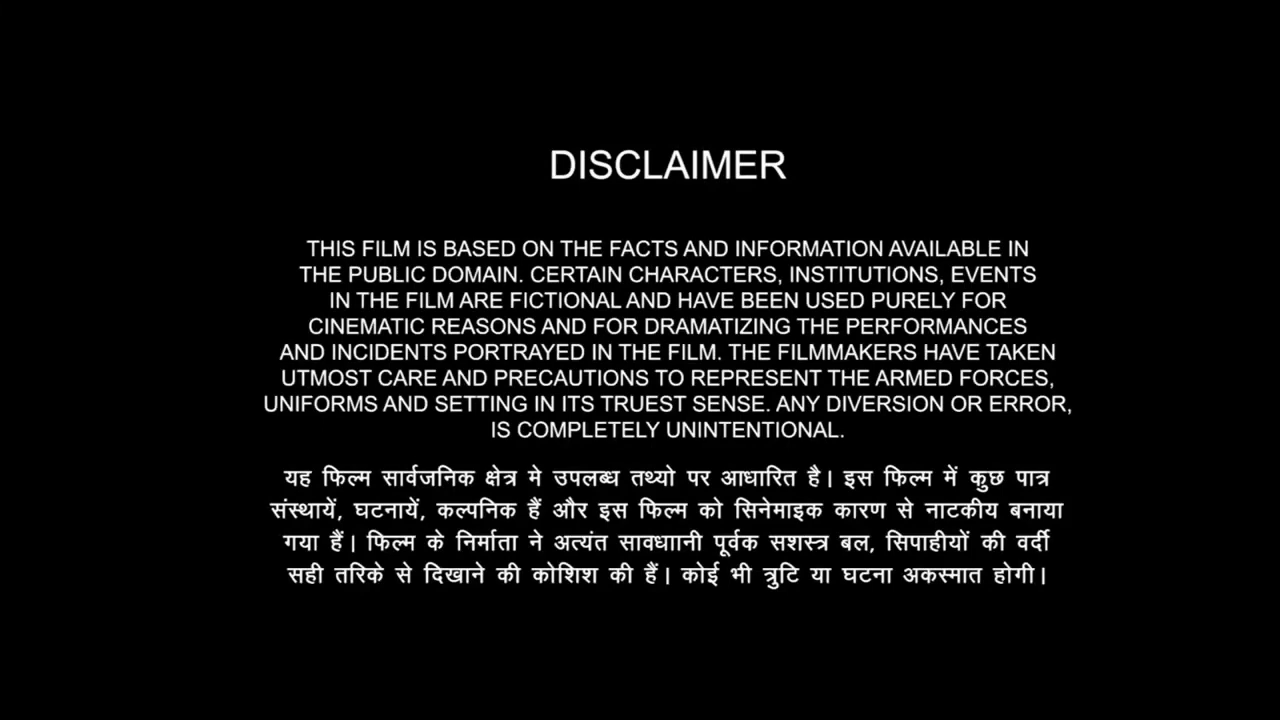 DISCLAIMER
THIS FILM IS BASED ON THE FACTS AND INFORMATION AVAILABLE IN
THE PUBLIC DOMAIN. CERTAIN CHARACTERS, INSTITUTIONS, EVENTS
IN THE FILM ARE FICTIONAL AND HAVE BEEN USED PURELY FOR
CINEMATIC REASONS AND FOR DRAMATIZING THE PERFORMANCES
AND INCIDENTS PORTRAYED IN THE FILM. THE FILMMAKERS HAVE TAKEN
UTMOST CARE AND PRECAUTIONS TO REPRESENT THE ARMED FORCES,
UNIFORMS AND SETTING IN ITS TRUEST SENSE. ANY DIVERSION OR ERROR,
IS COMPLETELY UNINTENTIONAL.
यह फिल्म सार्वजनिक क्षेत्र मे उपलब्ध तथ्यो पर आधारित है। इस फिल्म में कुछ पात्र
संस्थायें, घटनायें, कल्पनिक हैं और इस फिल्म को सिनेमाइक कारण से नाटकीय बनाया
गया हैं। फिल्म के निर्माता ने अत्यंत सावधाानी पूर्वक सशस्त्र बल, सिपाहीयों की वर्दी
सही तरिके से दिखाने की कोशिश की हैं। कोई भी त्रुटि या घटना अकस्मात होगी।